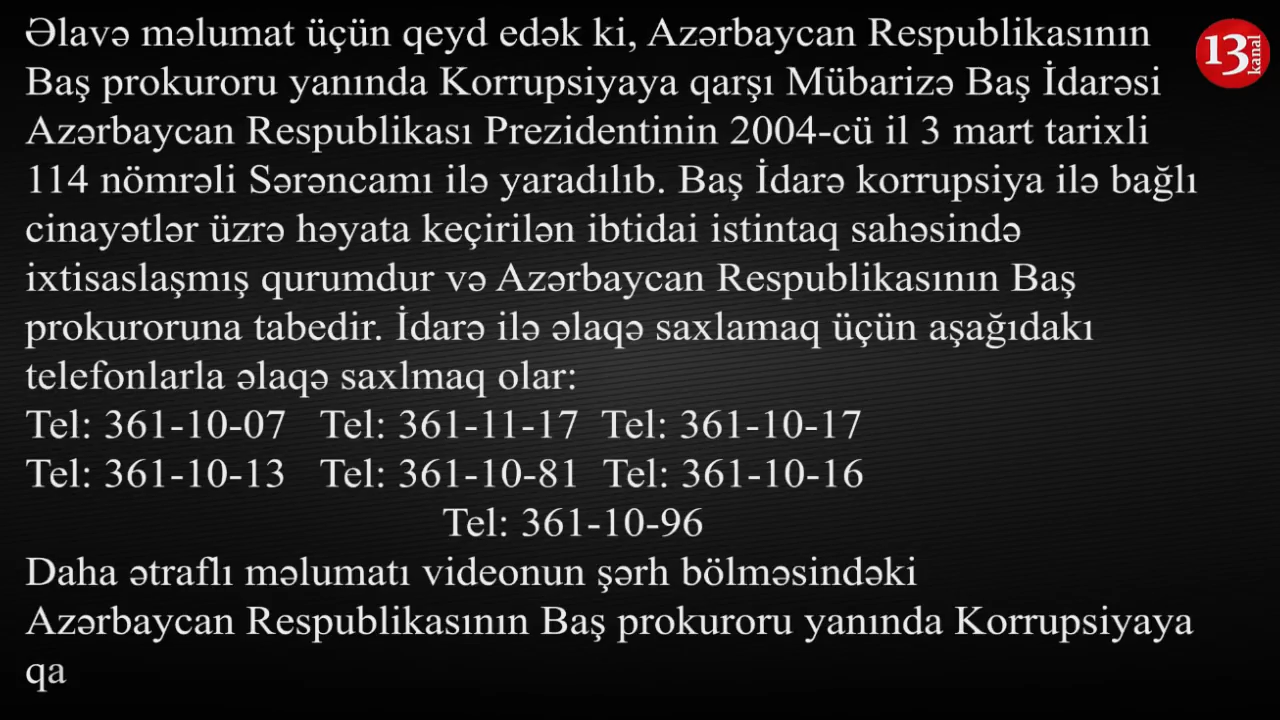 Əlavə məlumat üçün qeyd edək ki, Azərbaycan Respublikasının
Baş prokuroru yanında Korrupsiyaya qarşı Mübarizə Baş İdarəsi
Azərbaycan Respublikası Prezidentinin 2004-cü il 3 mart tarixli
114 nömrəli Sərəncamı ilə yaradılıb. Baş İdarə korrupsiya ilə bağlı
cinayətlər üzrə həyata keçirilən ibtidai istintaq sahəsində
ixtisaslaşmış qurumdur və Azərbaycan Respublikasının Baş
prokuroruna tabedir. İdarə ilə əlaqə saxlamaq üçün aşağıdakı
telefonlarla əlaqə saxlmaq olar:
Tel: 361-10-07 Tel: 361-11-17 Tel: 361-10-17
Tel: 361-10-13 Tel: 361-10-81 Tel: 361-10-16
Tel: 361-10-96
Daha ətraflı məlumatı videonun şərh bölməsindəki
Azərbaycan Respublikasının Baş prokuroru yanında Korrupsiyaya
qa
13 kanal